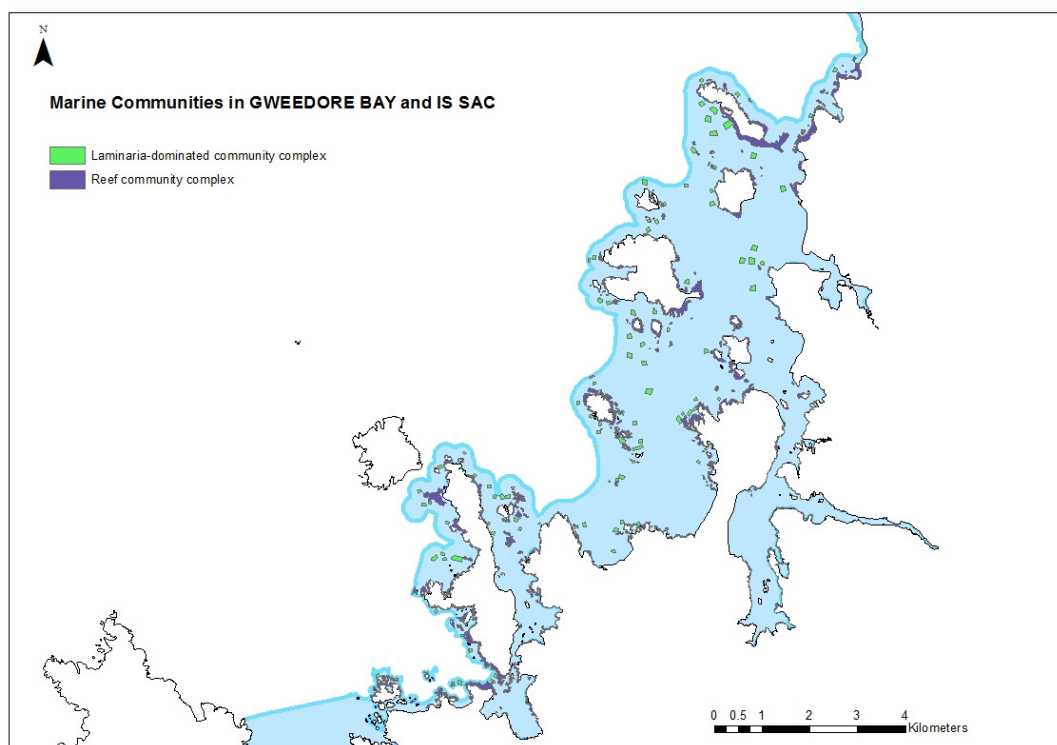 N
Marine Communities in GWEEDORE BAY and IS SAC
Laminaria-dominated community complex
Reef community complex
0 0.5 1 2 3 4
Kilometers